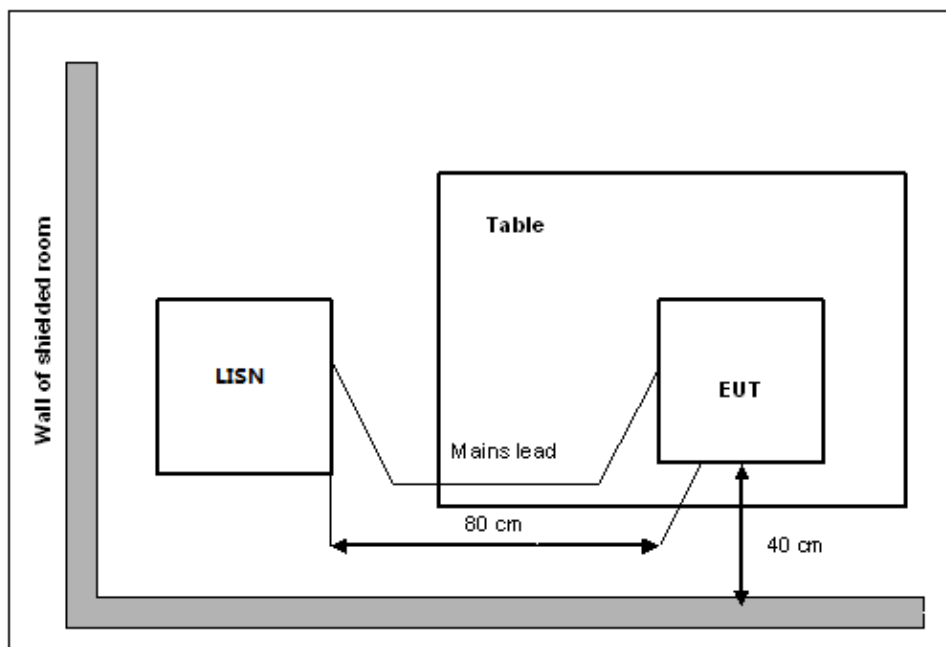 Wall of shielded room
Table
LISN
EUT
Mains lead
80 cm
40 cm